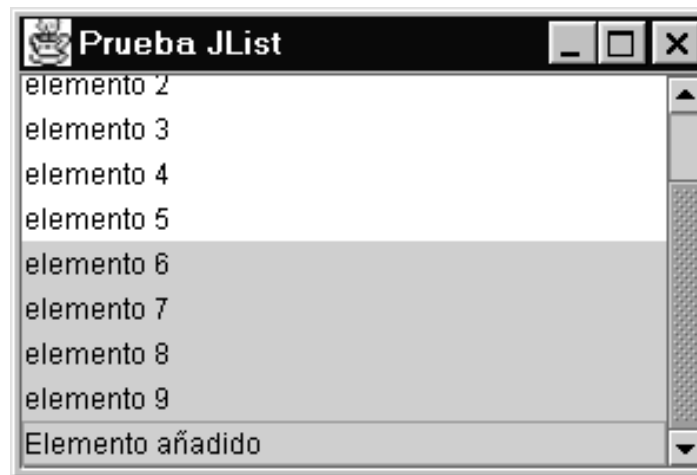 Prueba JList
elemento 2
elemento 3
elemento 4
elemento 5
elemento 6
elemento 7
elemento 8
elemento 9
Elemento añadido